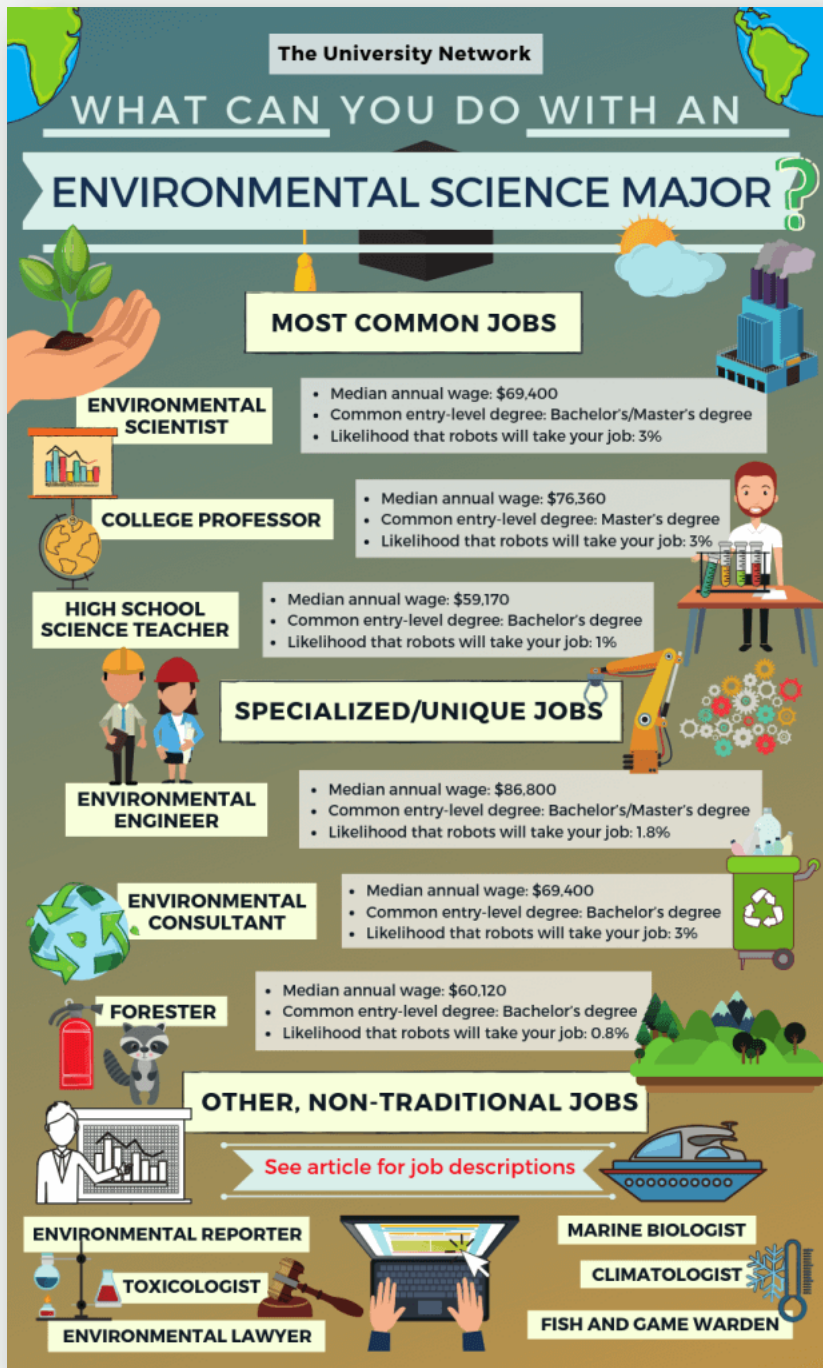 The University Network
WHAT CAN YOU DO WITH AN
ENVIRONMENTAL SCIENCE MAJOR?
MOST COMMON JOBS
ENVIRONMENTAL
SCIENTIST
• Median annual wage: $69,400
• Common entry-level degree: Bachelor's/Master's degree
• Likelihood that robots will take your job: 3%
COLLEGE PROFESSOR
• Median annual wage: $76,360
• Common entry-level degree: Master's degree
• Likelihood that robots will take your job: 3%
HIGH SCHOOL
SCIENCE TEACHER
• Median annual wage: $59,170
• Common entry-level degree: Bachelor's degree
• Likelihood that robots will take your job: 1%
SPECIALIZED/UNIQUE JOBS
ENVIRONMENTAL
ENGINEER
• Median annual wage: $86,800
• Common entry-level degree: Bachelor's/Master's degree
• Likelihood that robots will take your job: 1.8%
ENVIRONMENTAL
CONSULTANT
• Median annual wage: $69,400
• Common entry-level degree: Bachelor's degree
• Likelihood that robots will take your job: 3%
FORESTER
• Median annual wage: $60,120
• Common entry-level degree: Bachelor's degree
• Likelihood that robots will take your job: 0.8%
OTHER, NON-TRADITIONAL JOBS
See article for job descriptions
ENVIRONMENTAL REPORTER
TOXICOLOGIST
ENVIRONMENTAL LAWYER
MARINE BIOLOGIST
CLIMATOLOGIST
FISH AND GAME WARDEN